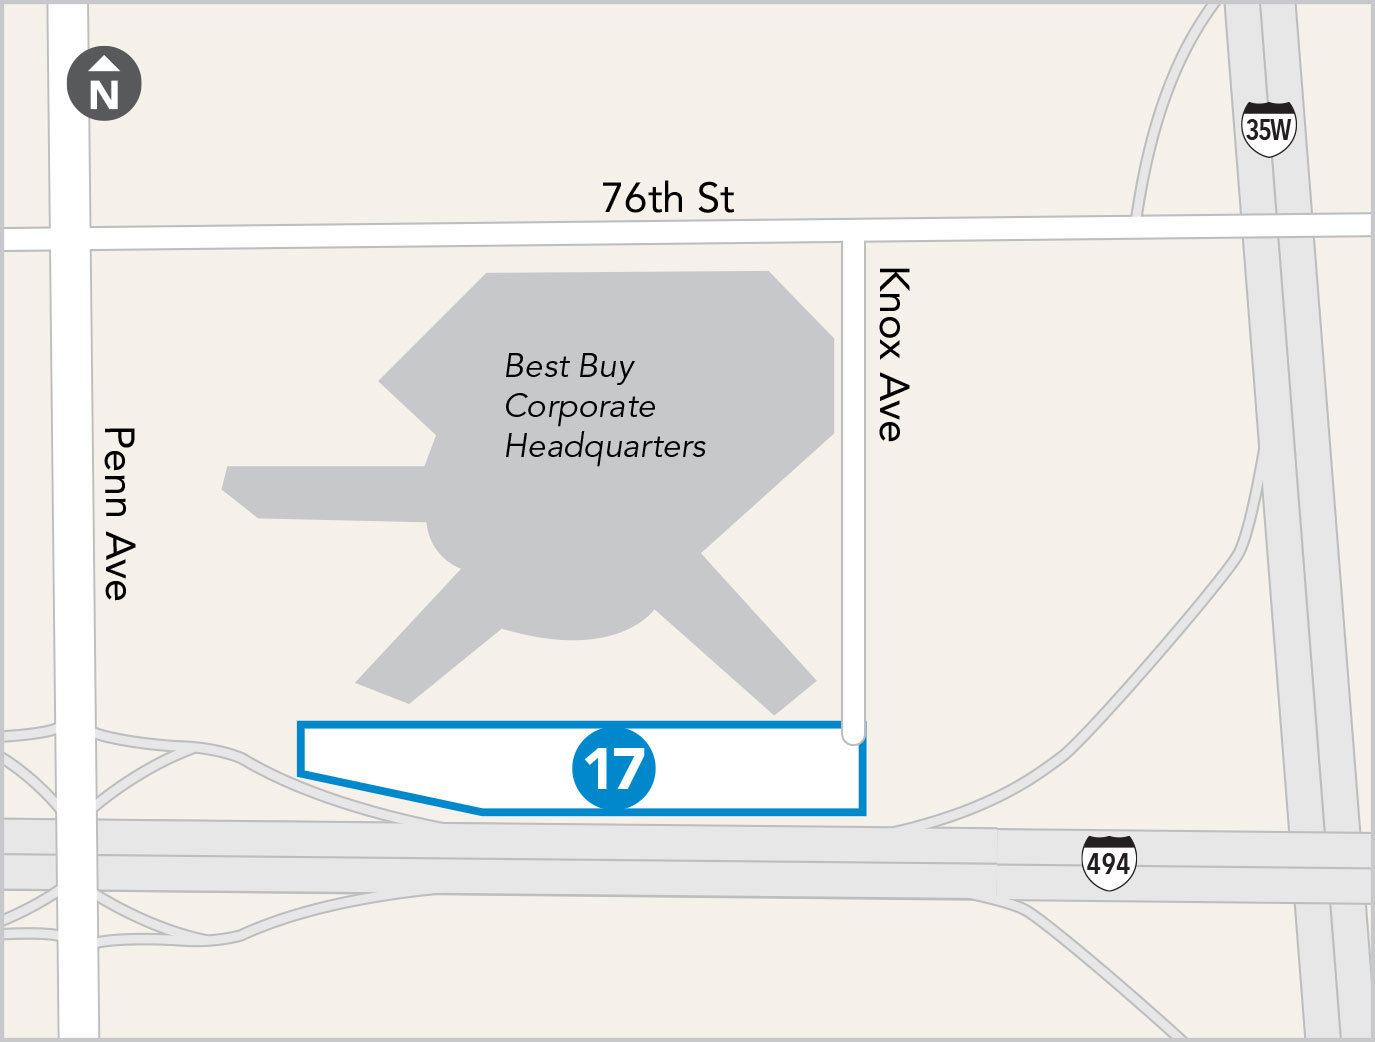 N
35W
76th St
Knox Ave
Best Buy
Corporate
Headquarters
Penn Ave
17
494